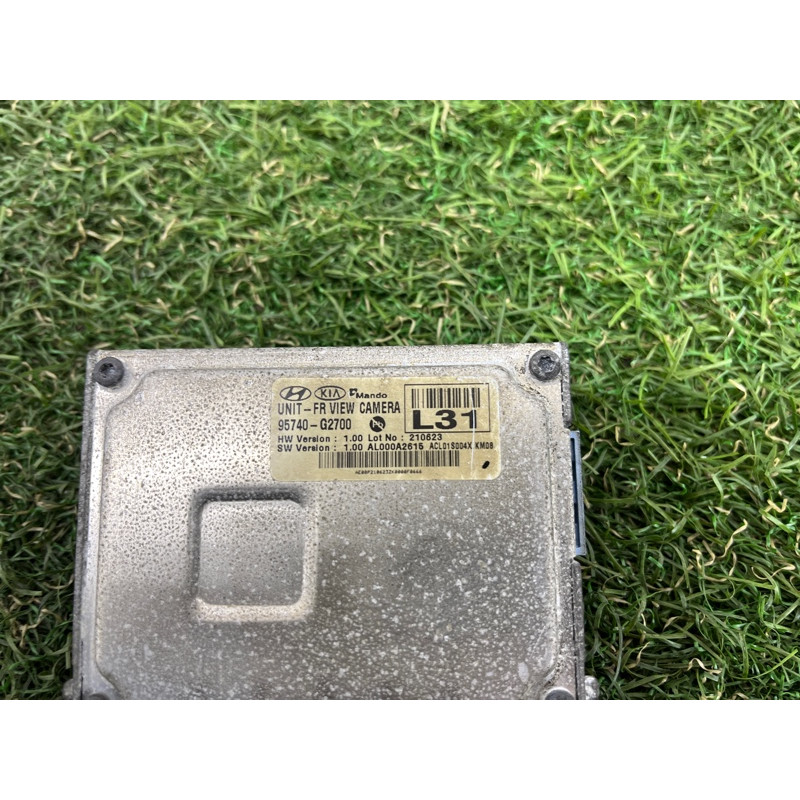 KIA Mando
UNIT-FR VIEW CAMERA
95740-G2700 Pb L31
HW Version : 1.00 Lot No : 210623
SW Version : 1.00 AL000A2615 ACL01S004X KM08